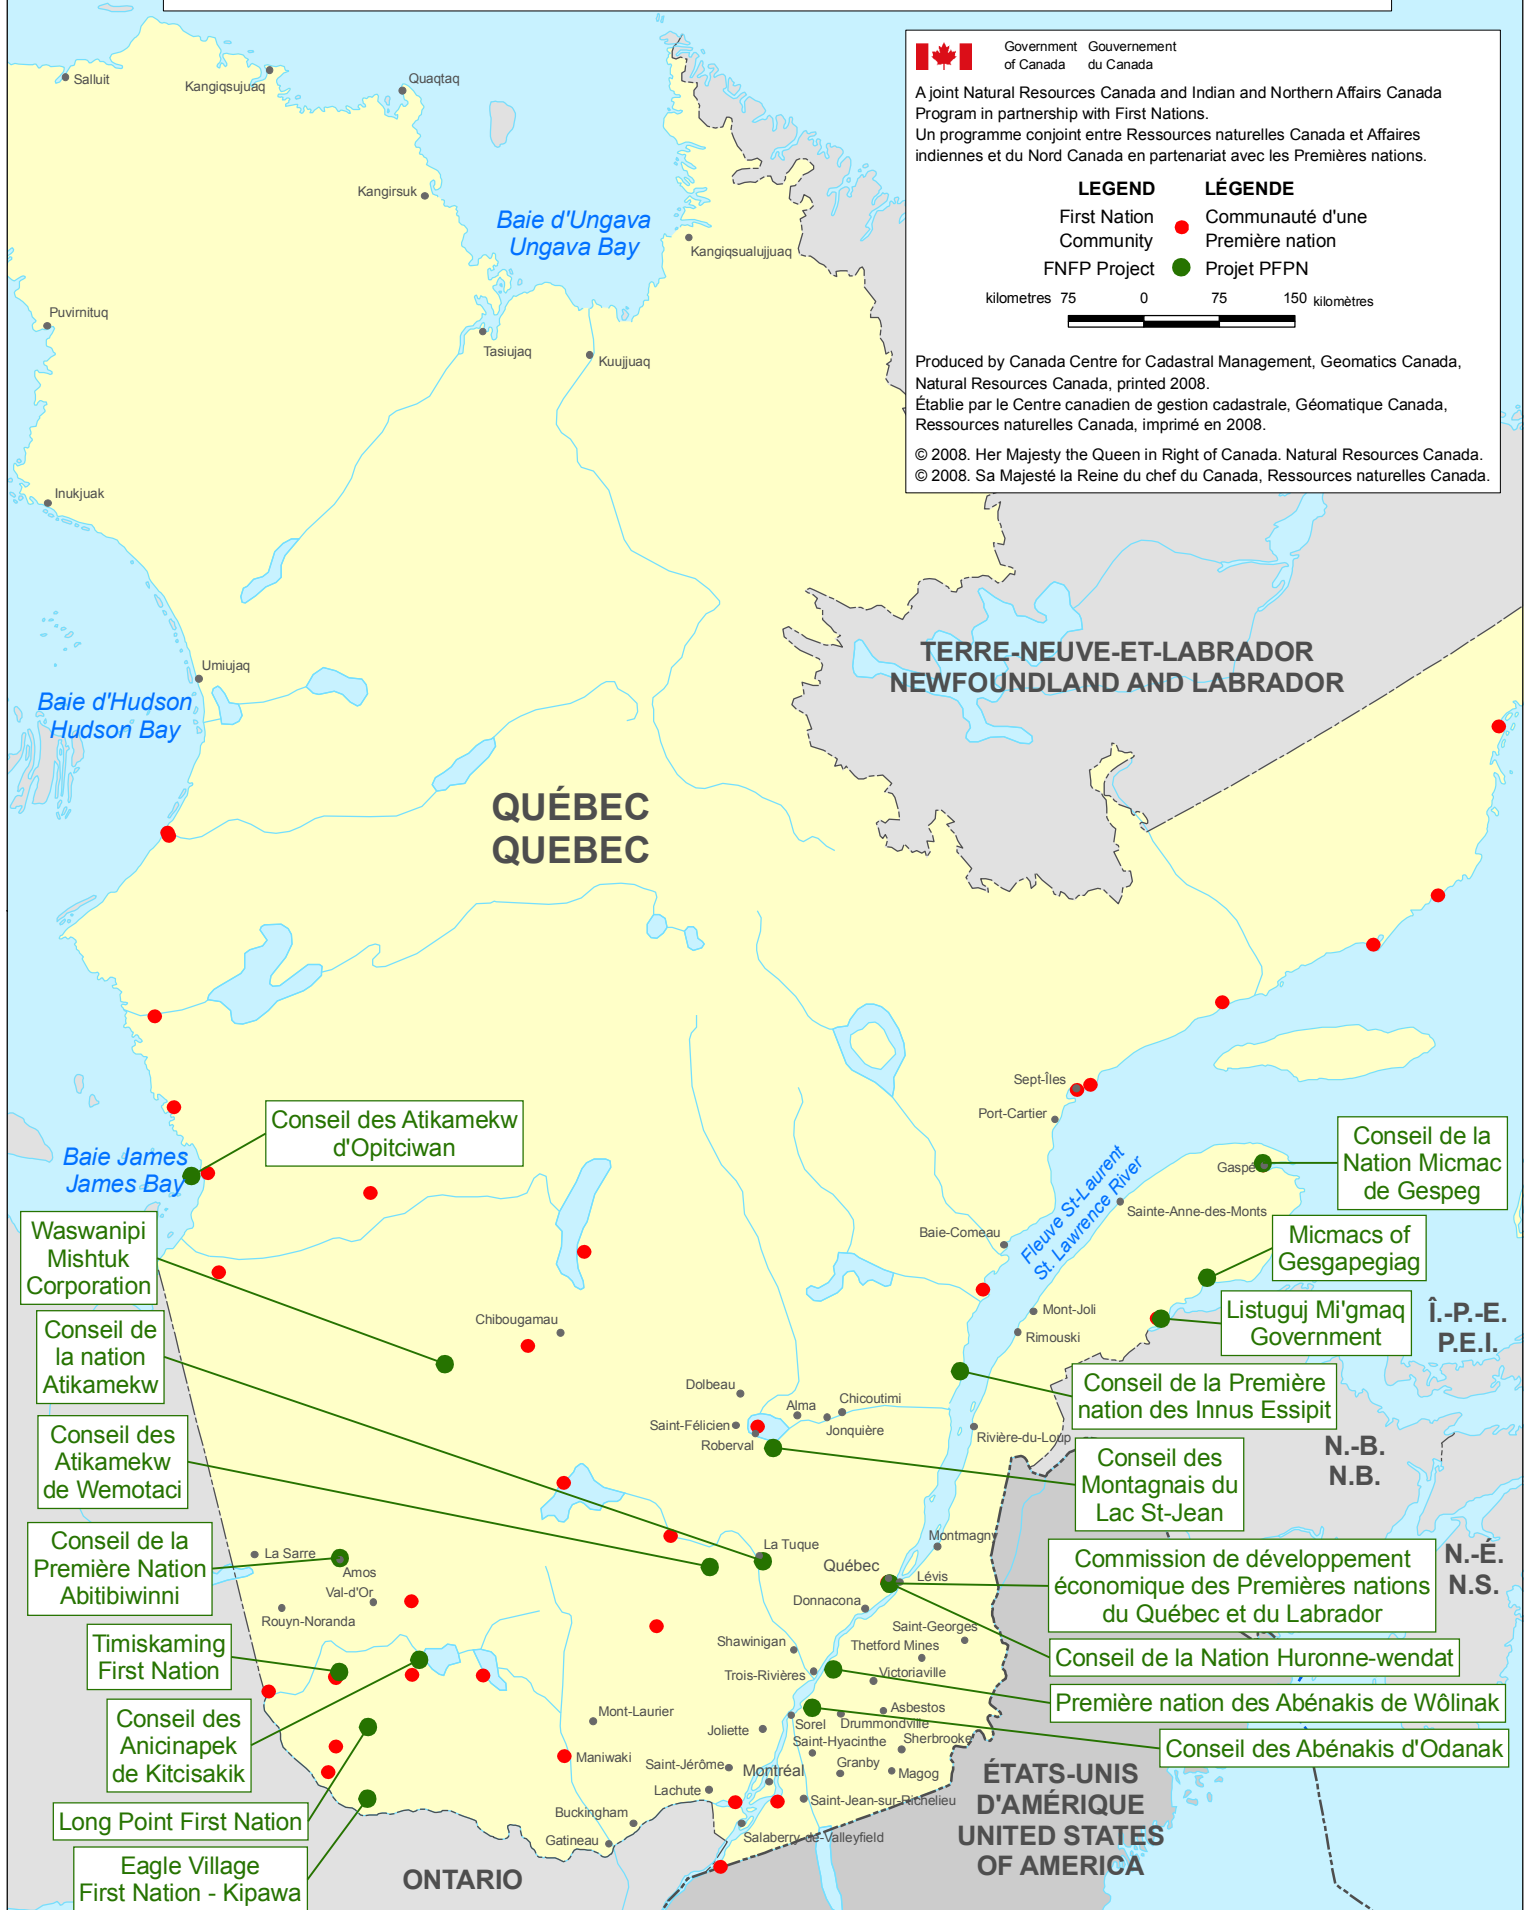 Government
of Canada
Gouvernement
du Canada
A joint Natural Resources Canada and Indian and Northern Affairs Canada
Program in partnership with First Nations.
Un programme conjoint entre Ressources naturelles Canada et Affaires
indiennes et du Nord Canada en partenariat avec les Premières nations.
LEGEND
LÉGENDE
First Nation
Community
Communauté d'une
Première nation
FNFP Project
Projet PFPN
kilometres 75 0 75 150 kilomètres
Produced by Canada Centre for Cadastral Management, Geomatics Canada,
Natural Resources Canada, printed 2008.
Établie par le Centre canadien de gestion cadastrale, Géomatique Canada,
Ressources naturelles Canada, imprimé en 2008.
© 2008. Her Majesty the Queen in Right of Canada. Natural Resources Canada.
© 2008. Sa Majesté la Reine du chef du Canada, Ressources naturelles Canada.
Salluit
Kangiqsujuaq
Quaqtaq
Kangirsuk
Baie d'Ungava
Ungava Bay
Kangiqsualujjuaq
Puvirnituq
Tasiujaq
Kuujjuaq
Inukjuak
Umiujaq
Baie d'Hudson
Hudson Bay
TERRE-NEUVE-ET-LABRADOR
NEWFOUNDLAND AND LABRADOR
QUÉBEC
QUEBEC
Sept-Îles
Port-Cartier
Conseil des Atikamekw
d'Opitciwan
Baie James
James Bay
Conseil de la
Nation Micmac
de Gespeg
Gaspé
Fleuve St-Laurent
St. Lawrence River
Sainte-Anne-des-Monts
Waswanipi
Mishtuk
Corporation
Baie-Comeau
Micmacs of
Gesgapegiag
Mont-Joli
Rimouski
Listuguj Mi'gmaq
Government
Î.-P.-E.
P.E.I.
Chibougamau
Conseil de
la nation
Atikamekw
Conseil de la Première
nation des Innus Essipit
Dolbeau
Alma
Chicoutimi
Saint-Félicien
Jonquière
Roberval
Rivière-du-Loup
N.-B.
N.B.
Conseil des
Atikamekw
de Wemotaci
Conseil des
Montagnais du
Lac St-Jean
Conseil de la
Première Nation
Abitibiwinni
La Sarre
Amos
Val-d'Or
Rouyn-Noranda
La Tuque
Montmagny
Québec
Lévis
Donnacona
Commission de développement
économique des Premières nations
du Québec et du Labrador
N.-É.
N.S.
Timiskaming
First Nation
Saint-Georges
Shawinigan
Thetford Mines
Trois-Rivières
Victoriaville
Conseil de la Nation Huronne-wendat
Première nation des Abénakis de Wôlinak
Conseil des
Anicinapek
de Kitcisakik
Mont-Laurier
Joliette
Sorel
Asbestos
Drummondville
Saint-Hyacinthe
Sherbrooke
Conseil des Abénakis d'Odanak
Maniwaki
Saint-Jérôme
Montréal
Granby
Magog
Lachute
Saint-Jean-sur-Richelieu
Long Point First Nation
Buckingham
Gatineau
Salaberry-de-Valleyfield
ÉTATS-UNIS
D'AMÉRIQUE
UNITED STATES
OF AMERICA
Eagle Village
First Nation - Kipawa
ONTARIO